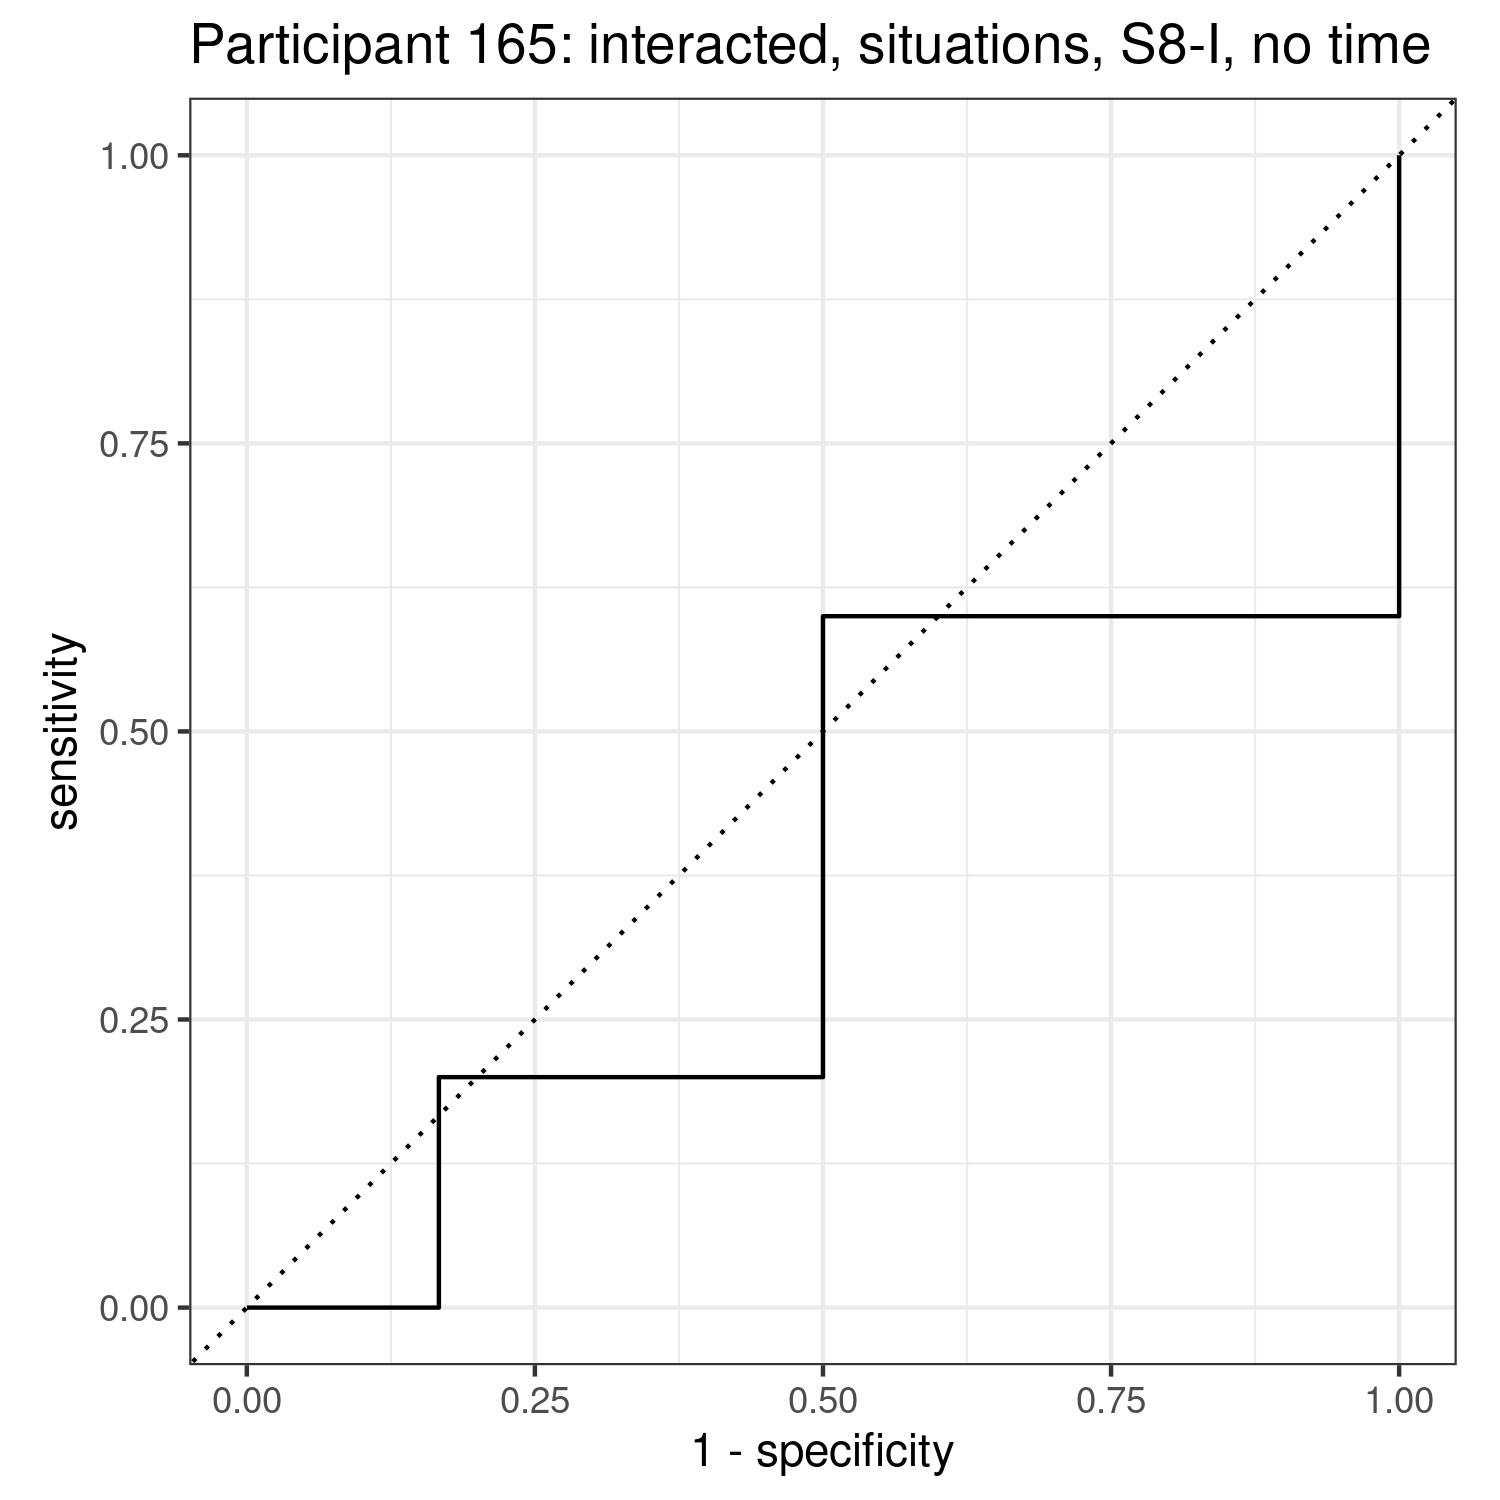 Participant 165: interacted, situations, S8-I, no time
1.00
0.75
0.50
0.25
0.00
sensitivity
0.00 0.25 0.50 0.75 1.00
1 - specificity